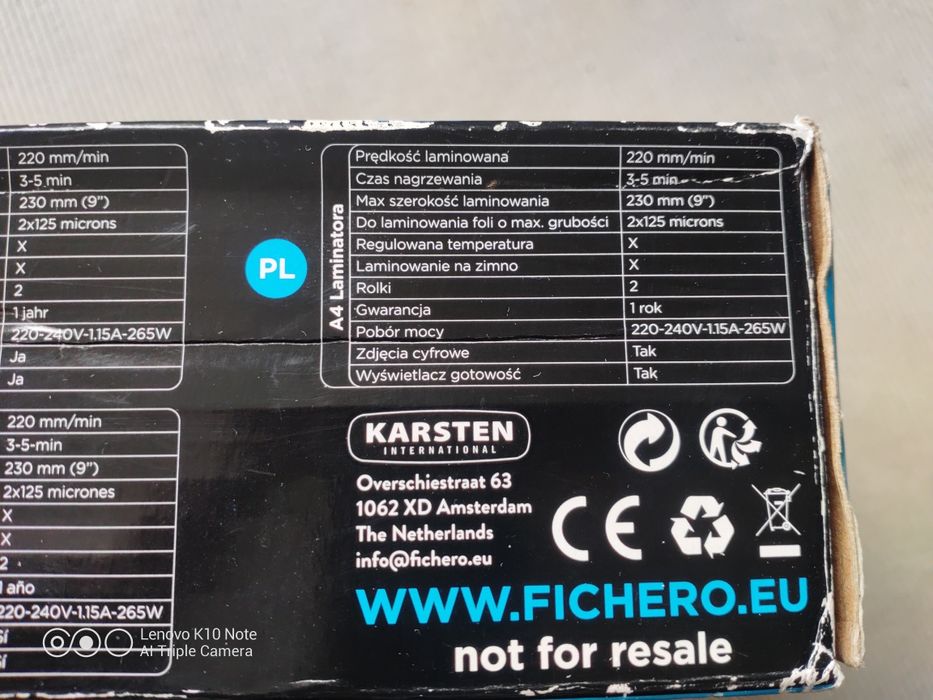 220 mm/min
3-5 min
230 mm (9")
2x125 microns
X
X
2
1 jahr
220-240V-1.15A-265W
Ja
Ja
220 mm/min
3-5-min
230 mm (9")
2x125 micrones
X
X
2
1 año
220-240V-1.15A-265W
Sí
Sí
PL
A4 Laminatora
Prędkość laminowana 220 mm/min
Czas nagrzewania 3-5 min
Max szerokość laminowania 230 mm (9")
Do laminowania foli o max. grubości 2x125 microns
Regulowana temperatura X
Laminowanie na zimno X
Rolki 2
Gwarancja 1 rok
Pobór mocy 220-240V-1.15A-265W
Zdjęcia cyfrowe Tak
Wyświetlacz gotowość Tak
KARSTEN
INTERNATIONAL
Overschiestraat 63
1062 XD Amsterdam
The Netherlands
info@fichero.eu
CE
WWW.FICHERO.EU
not for resale
Lenovo K10 Note
AI Triple Camera